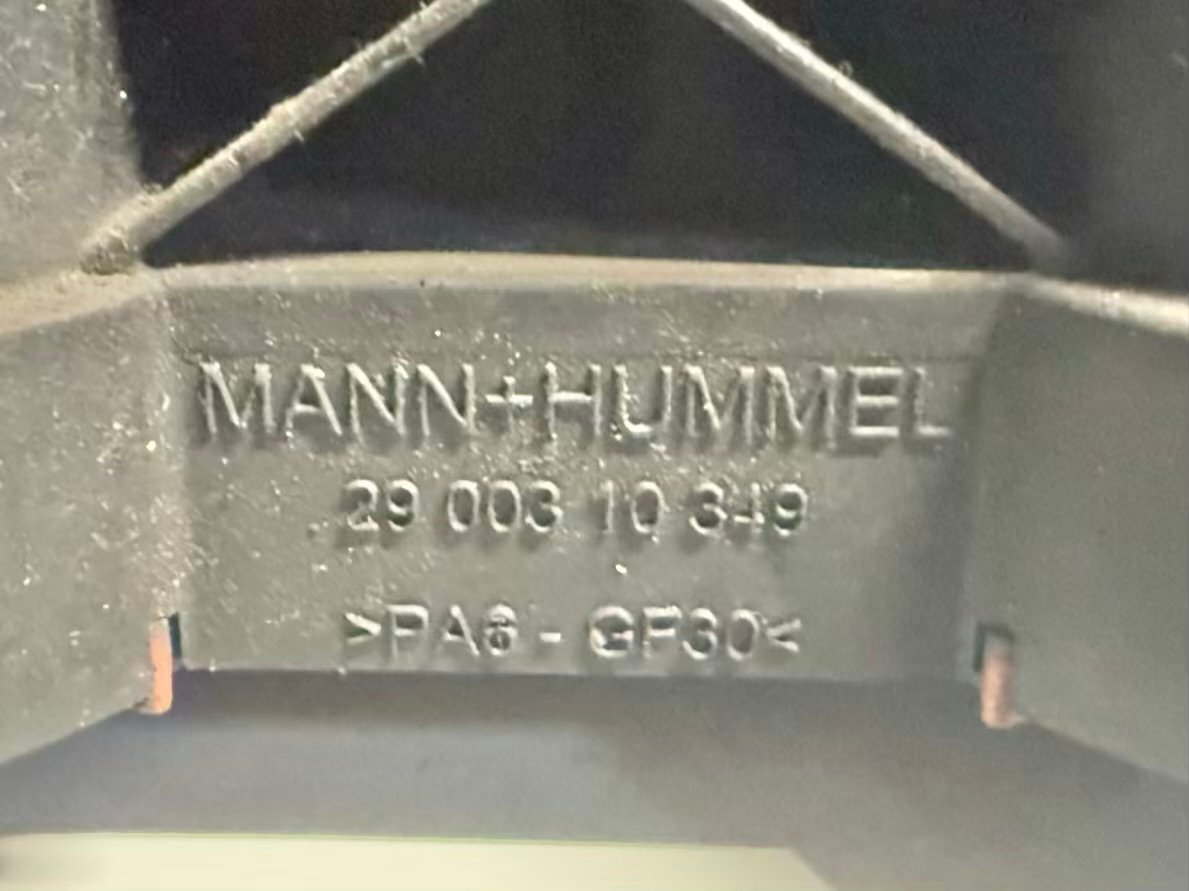 MANN+HUMMEL
29 003 10 349
>PA6 - GF30<